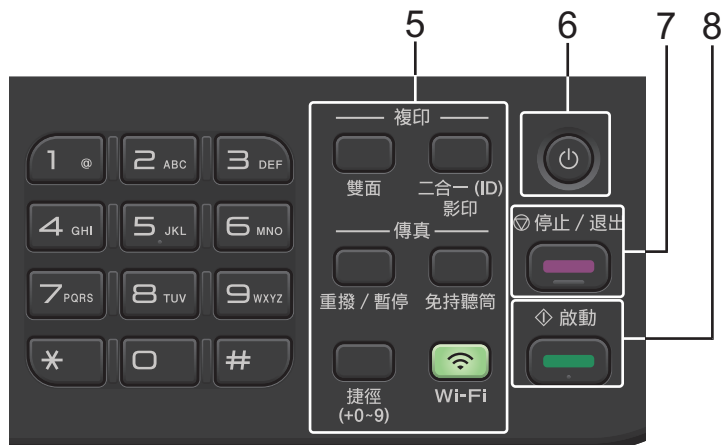 5
6
7
8
複印
雙面
二合一 (ID)
影印
傳真
重撥 / 暫停
免持聽筒
捷徑
(+0~9)
Wi-Fi
停止 / 退出
啟動
1 @
2 ABC
3 DEF
4 GHI
5 JKL
6 MNO
7 PQRS
8 TUV
9 WXYZ
*
0
#